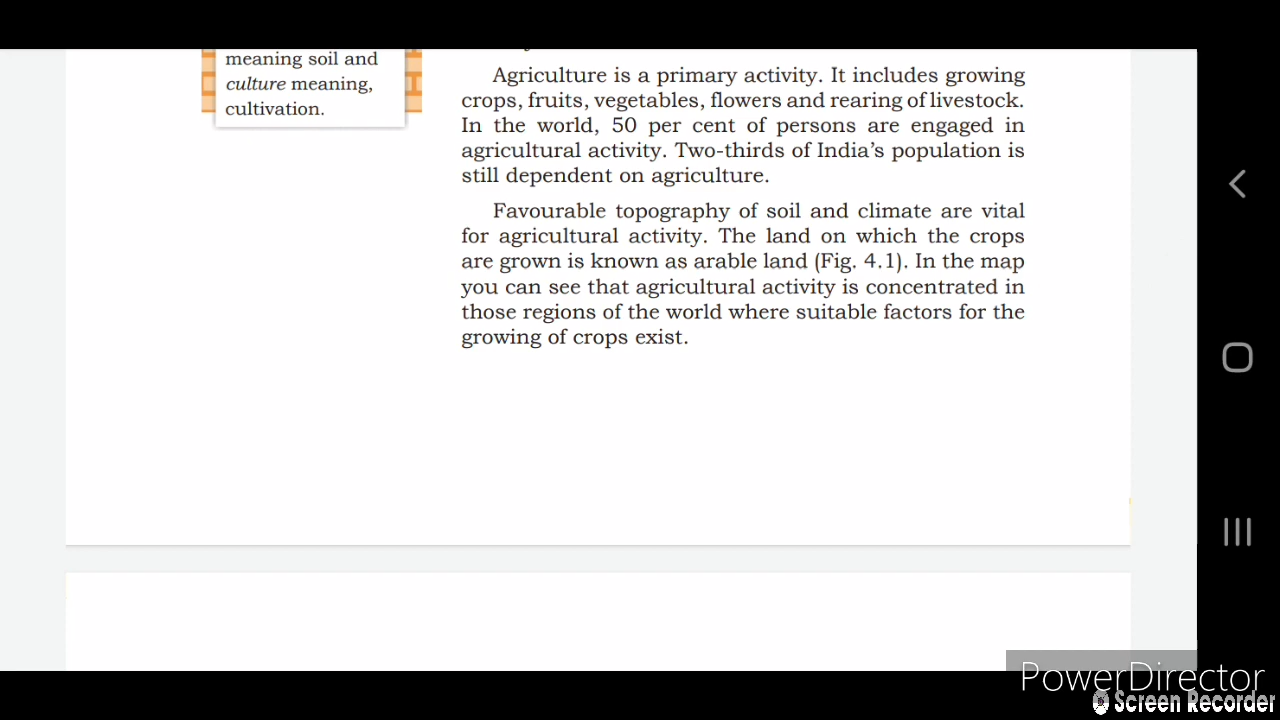 meaning soil and
culture meaning,
cultivation.
Agriculture is a primary activity. It includes growing
crops, fruits, vegetables, flowers and rearing of livestock.
In the world, 50 per cent of persons are engaged in
agricultural activity. Two-thirds of India's population is
still dependent on agriculture.
Favourable topography of soil and climate are vital
for agricultural activity. The land on which the crops
are grown is known as arable land (Fig. 4.1). In the map
you can see that agricultural activity is concentrated in
those regions of the world where suitable factors for the
growing of crops exist.
PowerDirector
Screen Recorder